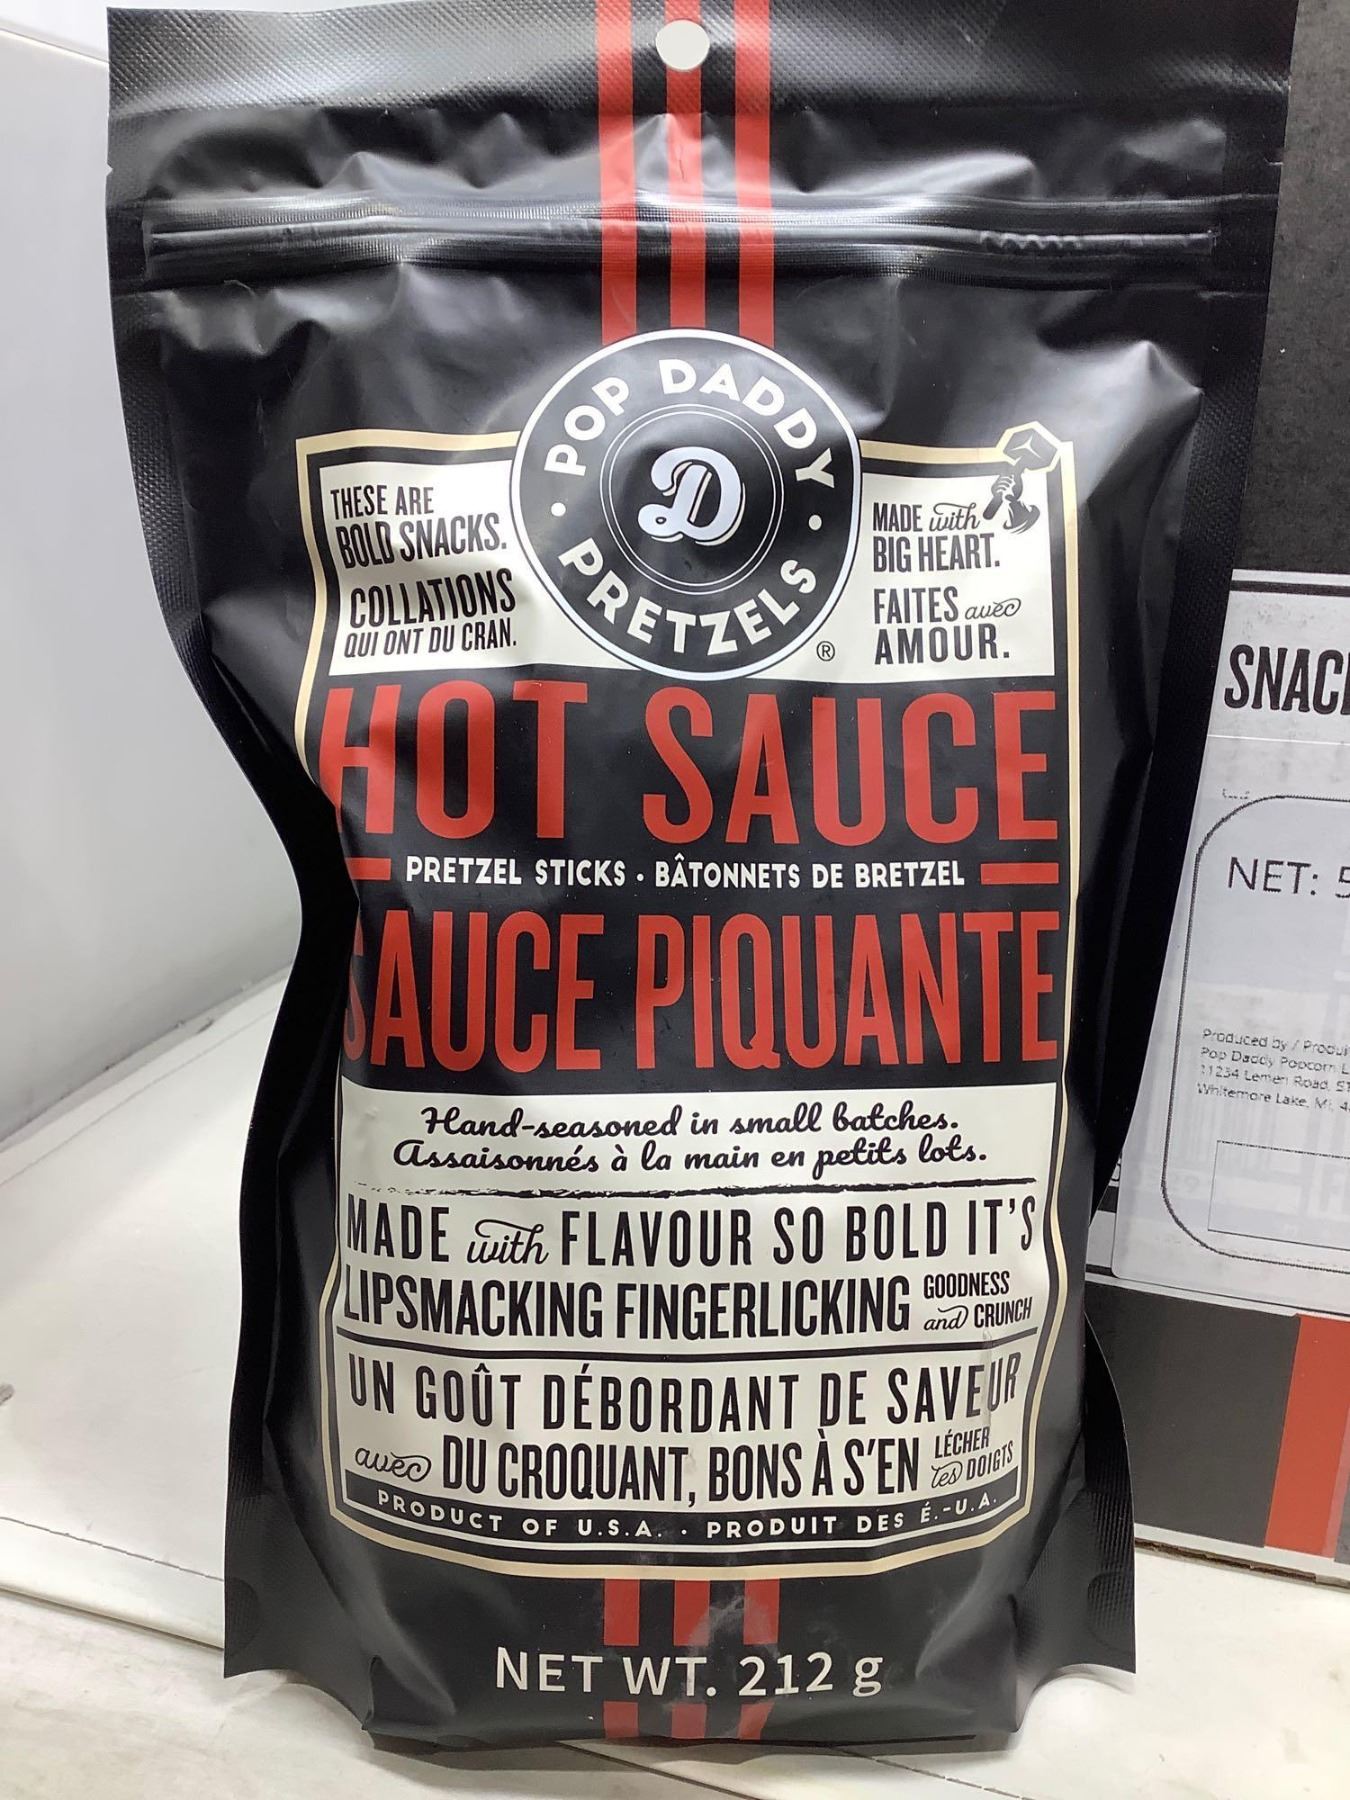 POP DADDY
D
PRETZELS
®
THESE ARE
BOLD SNACKS.
COLLATIONS
QUI ONT DU CRAN.
MADE with
BIG HEART.
FAITES avec
AMOUR.
HOT SAUCE
PRETZEL STICKS · BÂTONNETS DE BRETZEL
SAUCE PIQUANTE
Hand-seasoned in small batches.
Assaisonnés à la main en petits lots.
MADE with FLAVOUR SO BOLD IT'S
LIPSMACKING FINGERLICKING GOODNESS and CRUNCH
UN GOÛT DÉBORDANT DE SAVEUR
avec DU CROQUANT, BONS À S'EN LÉCHER les DOIGTS
PRODUCT OF U.S.A. · PRODUIT DES É.-U.A.
NET WT. 212 g
NET:
Produced by /
Pop Daddy Popcorn
11234 Lemen Road,
Whitemore Lake, MI